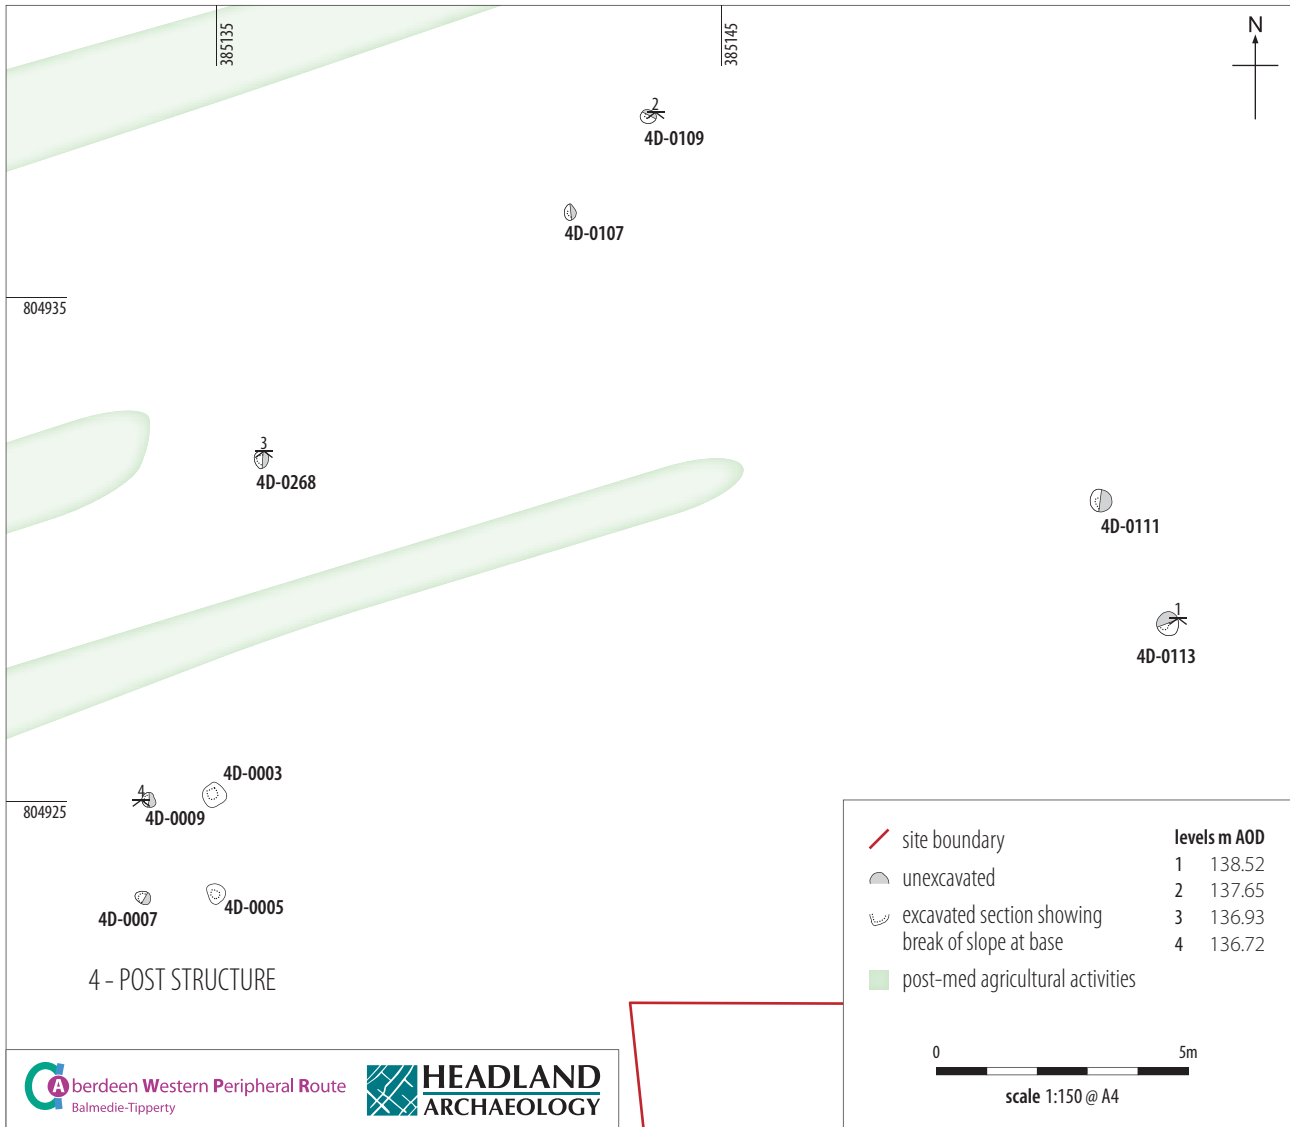 385135
385145
N
2
4D-0109
4D-0107
804935
3
4D-0268
4D-0111
1
4D-0113
4D-0003
4
804925
4D-0009
4D-0007
4D-0005
4 - POST STRUCTURE
site boundary
unexcavated
excavated section showing
break of slope at base
post-med agricultural activities
levels m AOD
1 138.52
2 137.65
3 136.93
4 136.72
0 5m
scale 1:150 @ A4
Aberdeen Western Peripheral Route
Balmedie-Tipperty
HEADLAND
ARCHAEOLOGY